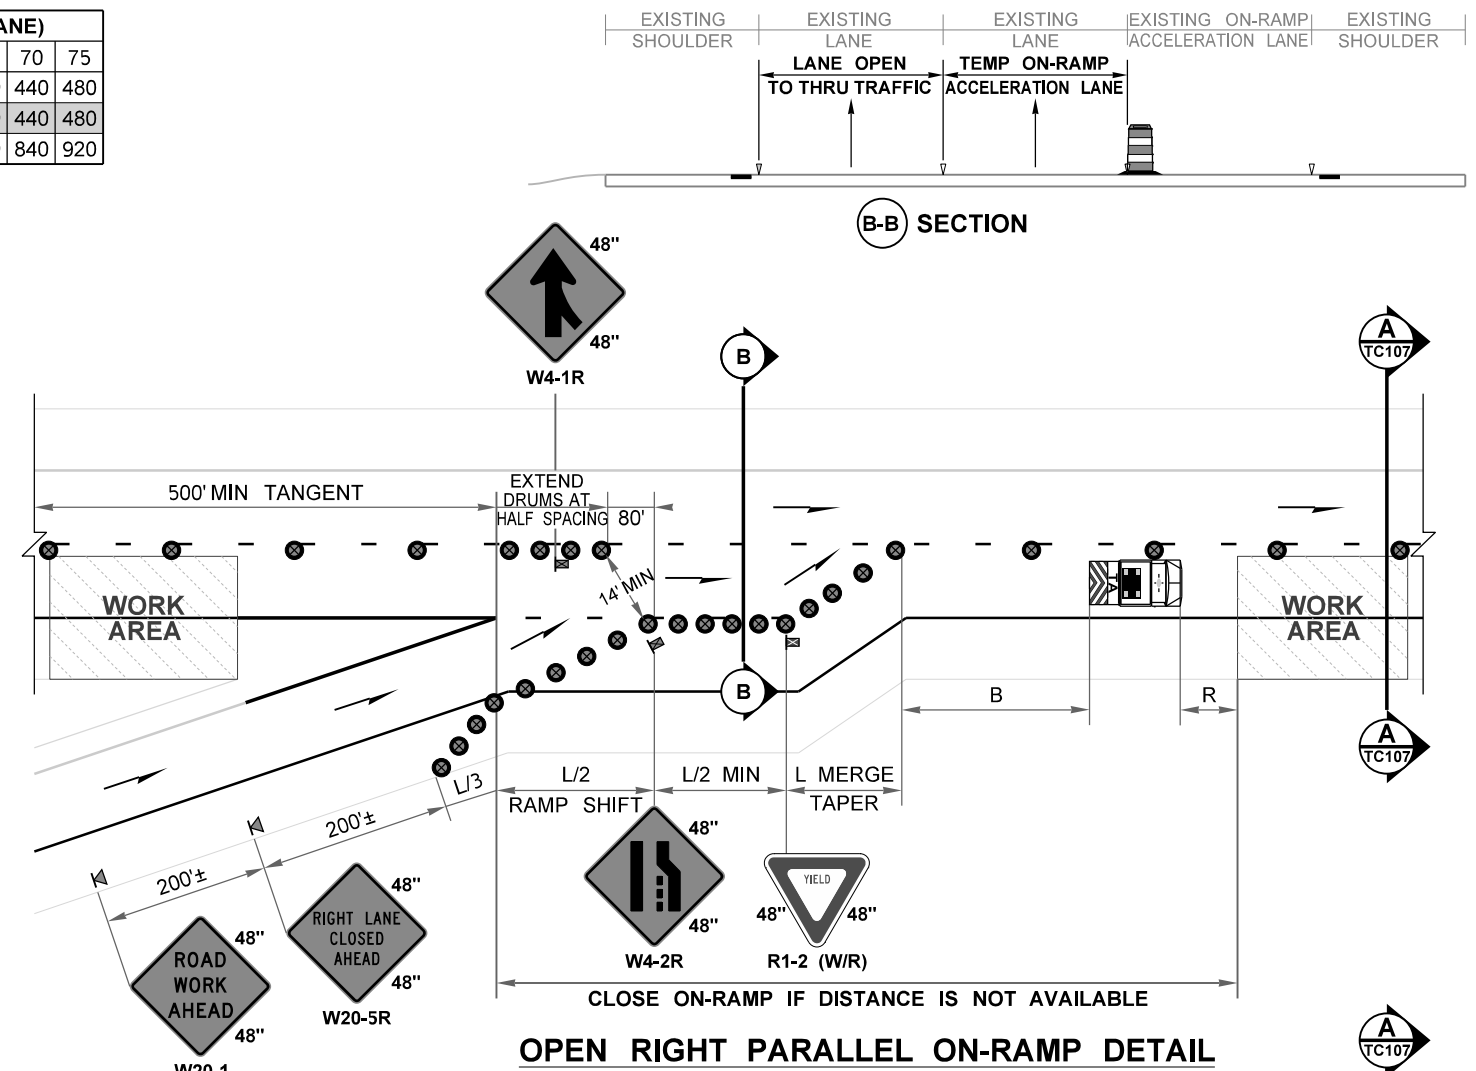 ANE)
70 75
440 480
440 480
840 920
EXISTING SHOULDER
EXISTING LANE
EXISTING LANE
EXISTING ON-RAMP ACCELERATION LANE
EXISTING SHOULDER
LANE OPEN
TO THRU TRAFFIC
TEMP ON-RAMP
ACCELERATION LANE
B-B SECTION
48"
48"
W4-1R
B
A
TC107
500' MIN TANGENT
EXTEND
DRUMS AT
HALF SPACING
80'
14' MIN
WORK
AREA
WORK
AREA
B
B
R
A
TC107
L/3
L/2
RAMP SHIFT
L/2 MIN
L MERGE
TAPER
200'±
200'±
48"
48"
W4-2R
YIELD
48"
48"
R1-2 (W/R)
RIGHT LANE
CLOSED
AHEAD
48"
48"
W20-5R
ROAD
WORK
AHEAD
48"
48"
W20-1
CLOSE ON-RAMP IF DISTANCE IS NOT AVAILABLE
OPEN RIGHT PARALLEL ON-RAMP DETAIL
A
TC107